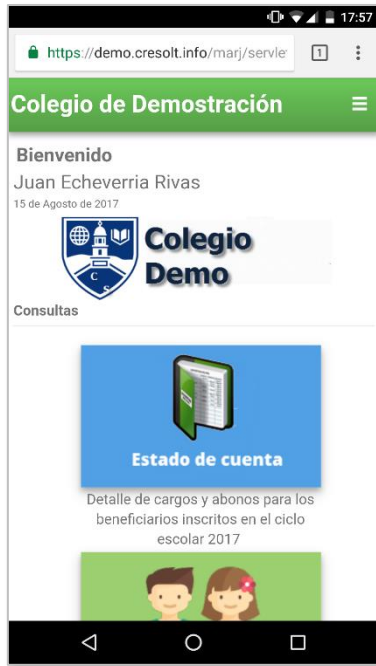 17:57
https://demo.cresolt.info/marj/servle
1
Colegio de Demostración
Bienvenido
Juan Echeverria Rivas
15 de Agosto de 2017
C S
Colegio
Demo
Consultas
Estado de cuenta
Detalle de cargos y abonos para los
beneficiarios inscritos en el ciclo
escolar 2017